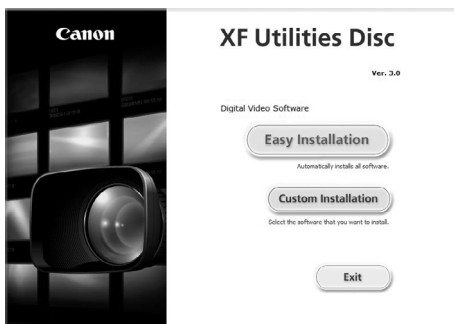 Canon
XF Utilities Disc
Ver. 3.0
Digital Video Software
Easy Installation
Automatically installs all software.
Custom Installation
Select the software that you want to install.
Exit